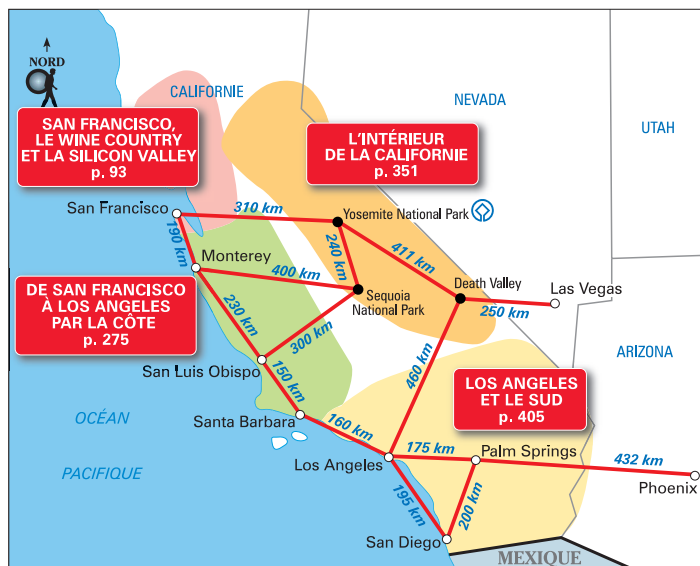 NORD
CALIFORNIE
NEVADA
UTAH
SAN FRANCISCO,
LE WINE COUNTRY
ET LA SILICON VALLEY
p. 93
L'INTÉRIEUR
DE LA CALIFORNIE
p. 351
San Francisco
310 km
Yosemite National Park
190 km
Monterey
240 km
411 km
400 km
Death Valley
Las Vegas
250 km
DE SAN FRANCISCO
À LOS ANGELES
PAR LA CÔTE
p. 275
Sequoia
National Park
230 km
300 km
ARIZONA
San Luis Obispo
150 km
460 km
LOS ANGELES
ET LE SUD
p. 405
OCÉAN
PACIFIQUE
Santa Barbara
160 km
Los Angeles
175 km
Palm Springs
432 km
Phoenix
195 km
200 km
San Diego
MEXIQUE